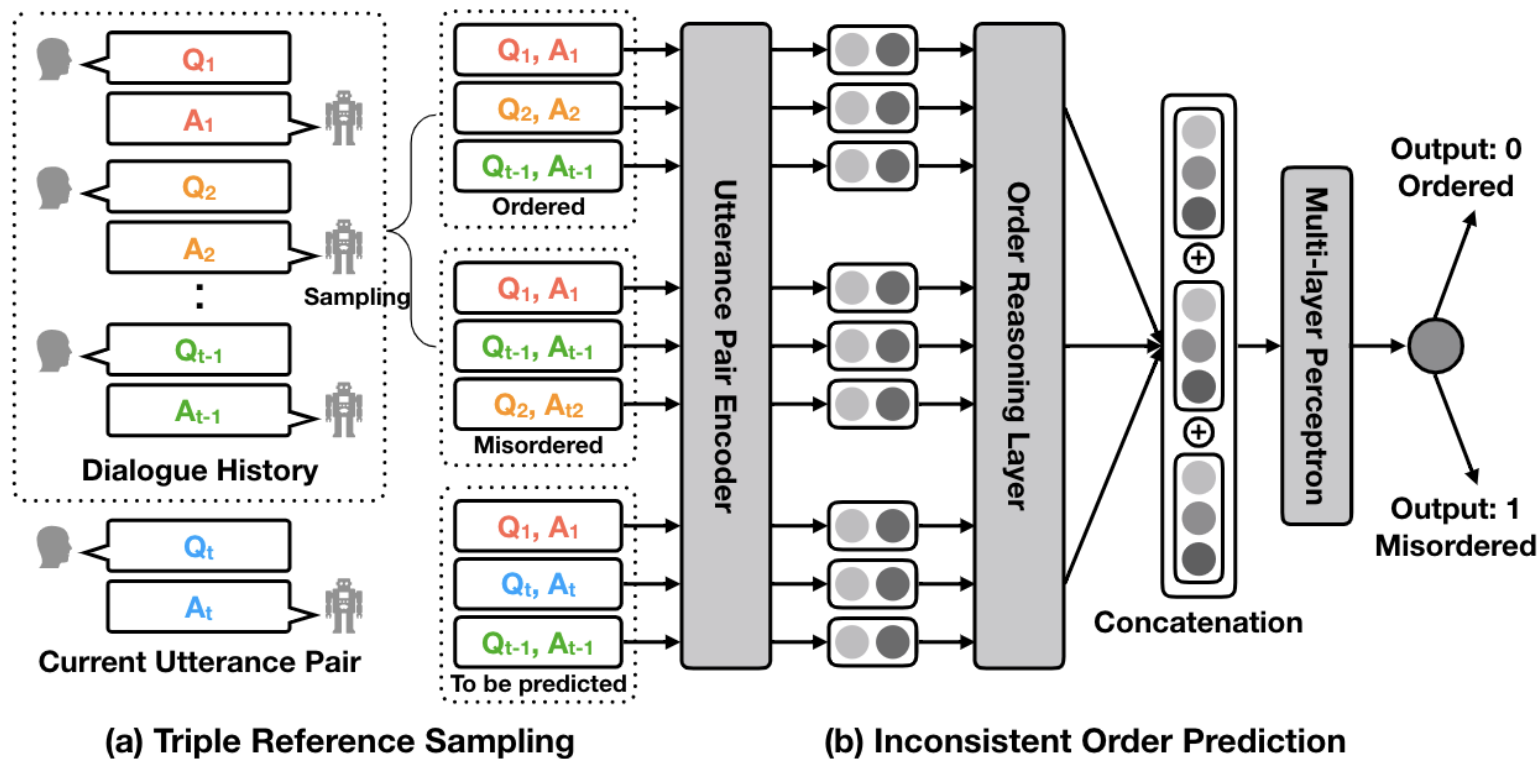 Q1
A1
Q2
A2
:
Qt-1
At-1
Dialogue History
Sampling
Qt
At
Current Utterance Pair
Q1, A1
Q2, A2
Qt-1, At-1
Ordered
Q1, A1
Qt-1, At-1
Q2, At2
Misordered
Q1, A1
Qt, At
Qt-1, At-1
To be predicted
Utterance Pair Encoder
Order Reasoning Layer
+
+
Concatenation
Multi-layer Perceptron
Output: 0
Ordered
Output: 1
Misordered
(a) Triple Reference Sampling
(b) Inconsistent Order Prediction